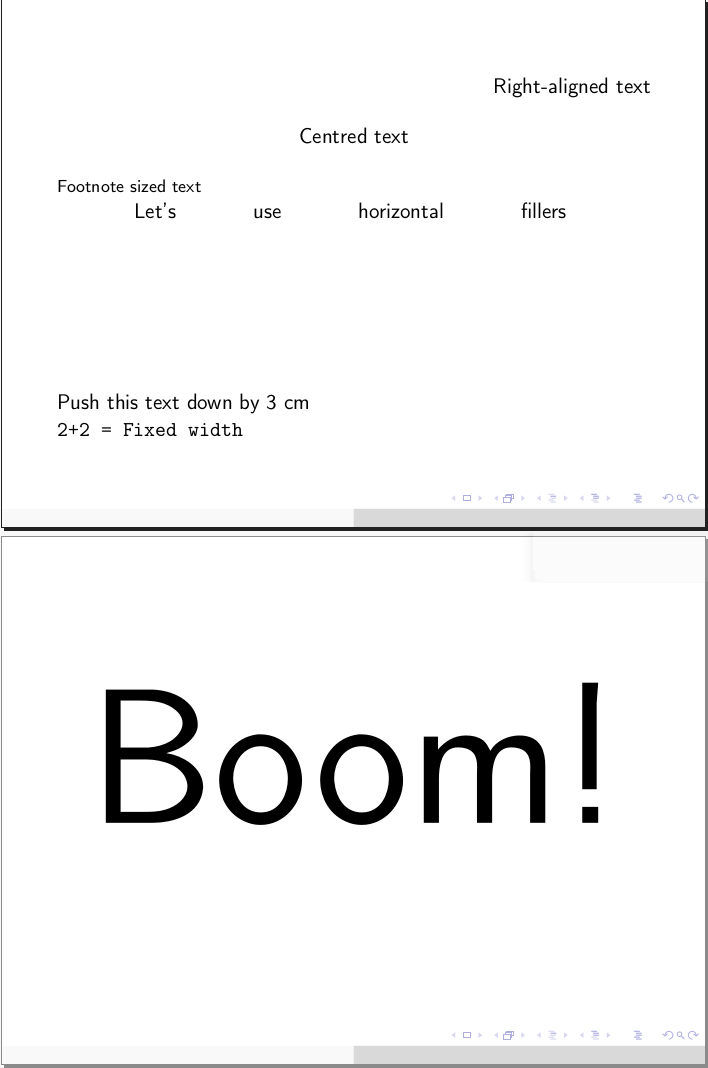 Right-aligned text
Centred text
Footnote sized text
Let's use horizontal fillers
Push this text down by 3 cm
2+2 = Fixed width
Boom!